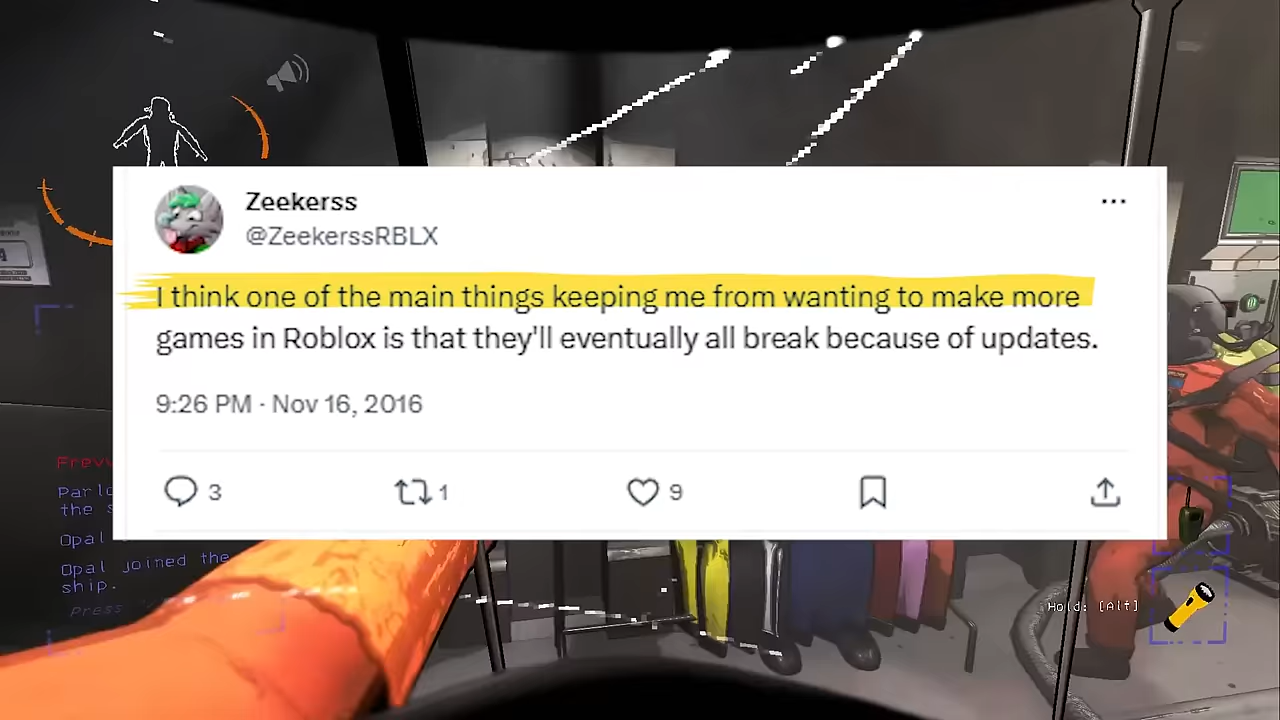 Zeekerss
@ZeekerssRBLX
I think one of the main things keeping me from wanting to make more
games in Roblox is that they'll eventually all break because of updates.
9:26 PM · Nov 16, 2016
3
1
9
Opal
Opal joined the
ship.
Press
Hold: [Alt]